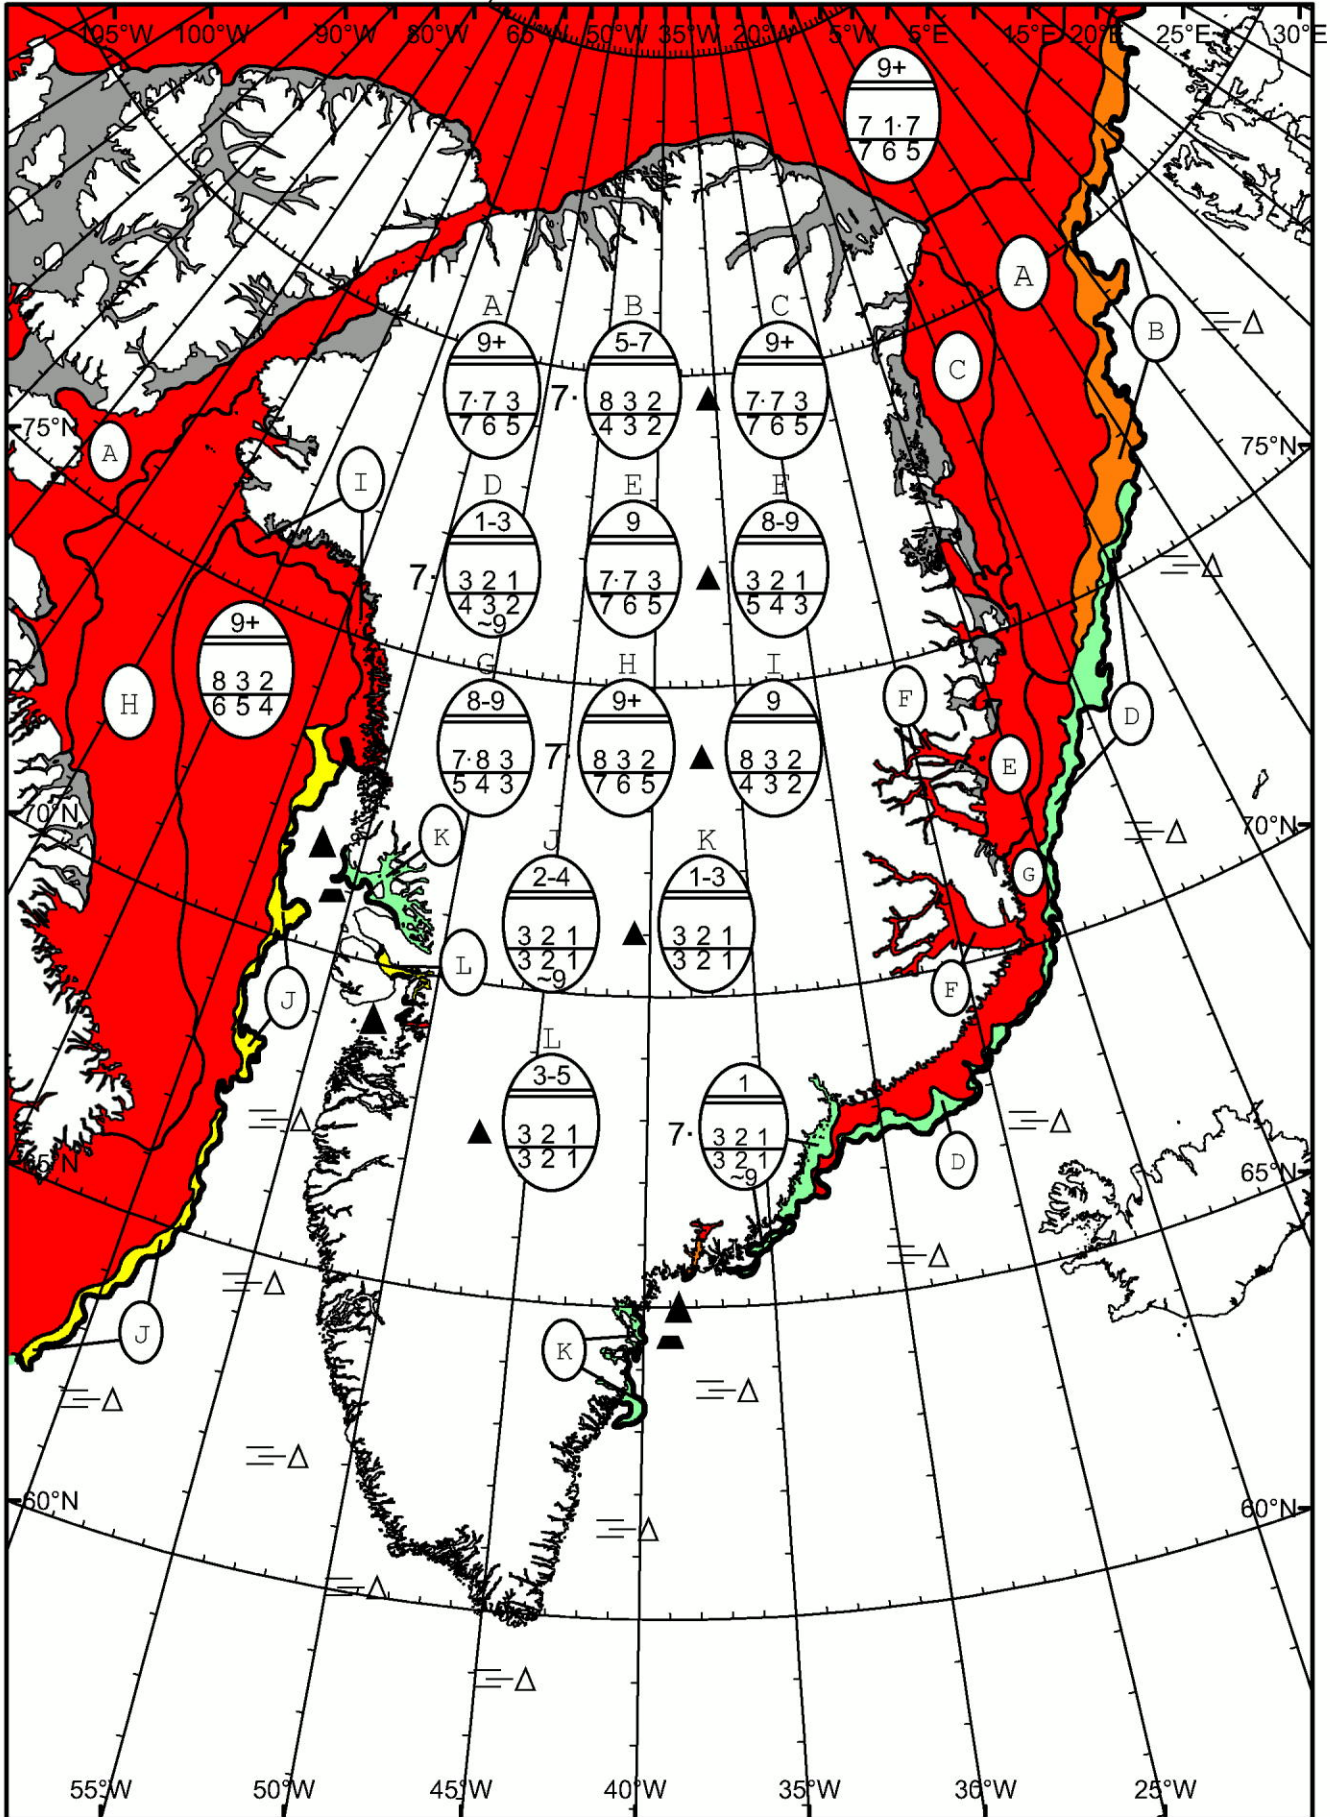 105°W 100°W 90°W 80°W 65°W 50°W 35°W 20°W 5°W 5°E 15°E 20°E 25°E 30°E
9+
7 1·7
7 6 5
A
B
C
A B C
9+ 5-7 9+
7·7 3 7· 8 3 2 7·7 3
7 6 5 4 3 2 7 6 5
75°N
75°N
A
I
D E F
1-3 9 8-9
7· 3 2 1 7·7 3 3 2 1
4 3 2 7 6 5 5 4 3
~9
9+
8 3 2
6 5 4
H
G H I
8-9 9+ 9
7·8 3 7· 8 3 2 8 3 2
5 4 3 7 6 5 4 3 2
F
D
E
70°N
70°N
K
G
J K
2-4 1-3
3 2 1 3 2 1
3 2 1 3 2 1
~9
L
F
J
L
3-5 1
3 2 1 7· 3 2 1
3 2 1 3 2 1
~9
D
65°N
J
K
60°N
60°N
55°W 50°W 45°W 40°W 35°W 36°W 25°W